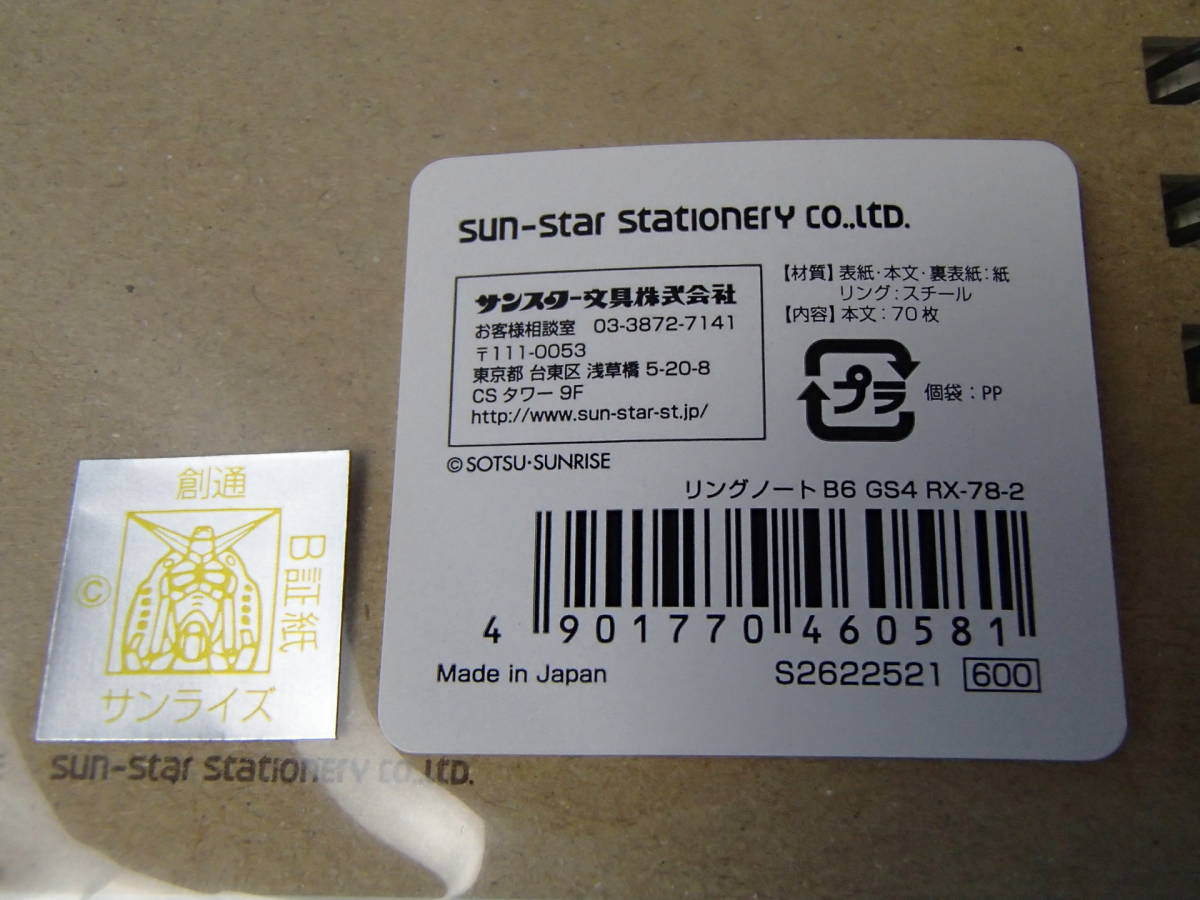 sun-star stationery co.,ltd.
サンスター文具株式会社
お客様相談室 03-3872-7141
〒111-0053
東京都 台東区 浅草橋 5-20-8
CS タワー 9F
http://www.sun-star-st.jp/
©SOTSU・SUNRISE
【材質】表紙・本文・裏表紙:紙
リング:スチール
【内容】本文:70枚
プラ
個袋:PP
リングノート B6 GS4 RX-78-2
4 901770 460581
Made in Japan
S2622521 600
創通
B証紙
©
サンライズ
sun-star stationery co.,ltd.